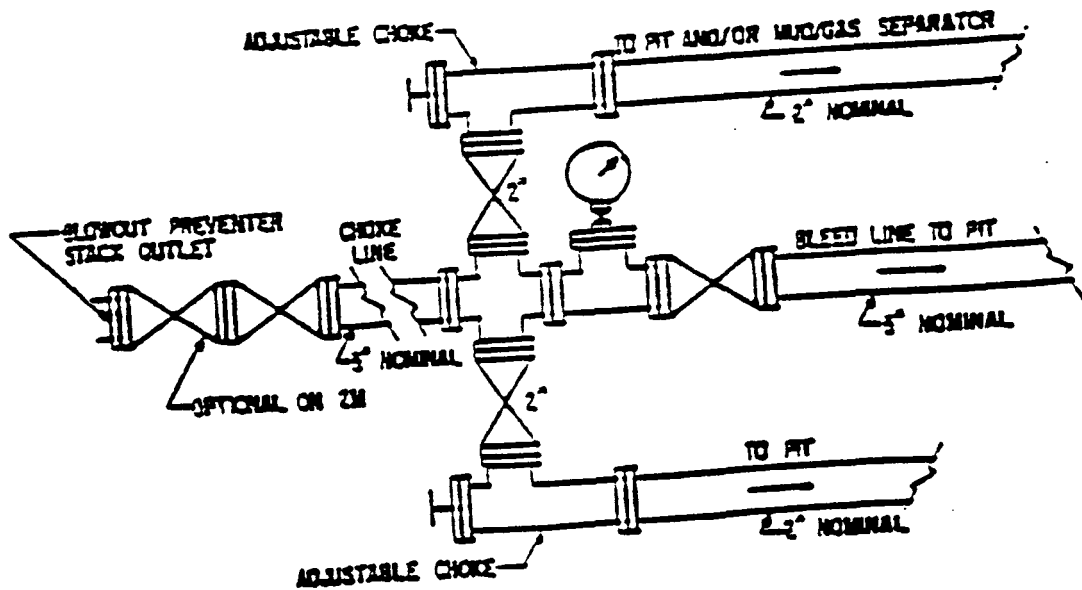 ADJUSTABLE CHOKE
TO PIT AND/OR MUD/GAS SEPARATOR
2" NOMINAL
2"
BLOWOUT PREVENTER
STACK OUTLET
CHOKE
LINE
BLEED LINE TO PIT
3" NOMINAL
3" NOMINAL
OPTIONAL ON 2M
2"
TO PIT
2" NOMINAL
ADJUSTABLE CHOKE